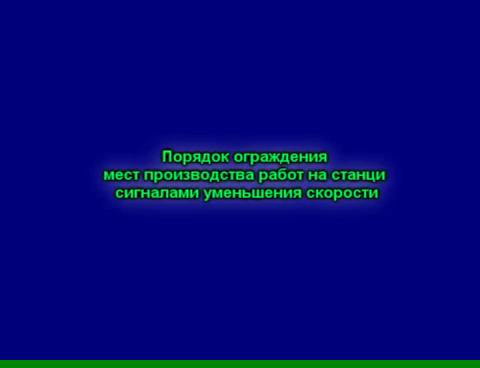 Порядок ограждения
мест производства работ на станци
сигналами уменьшения скорости